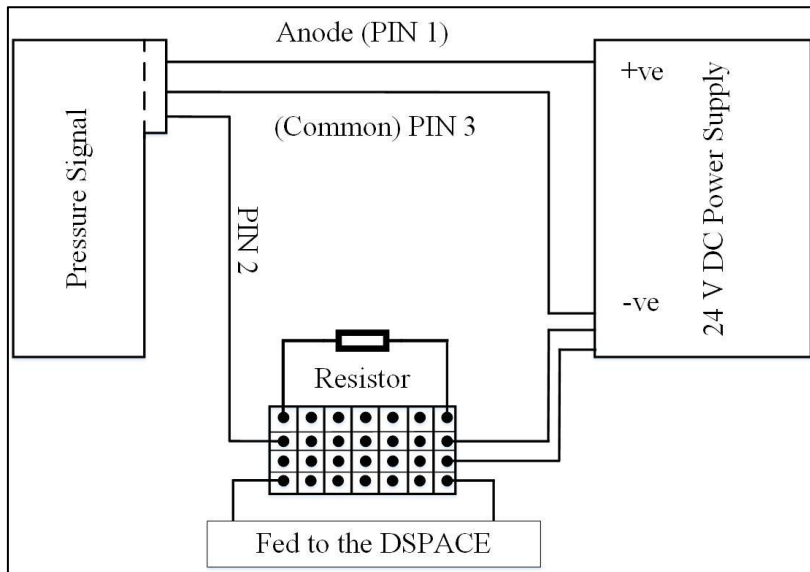 Anode (PIN 1)
+ve
(Common) PIN 3
Pressure Signal
PIN 2
24 V DC Power Supply
-ve
Resistor
Fed to the DSPACE